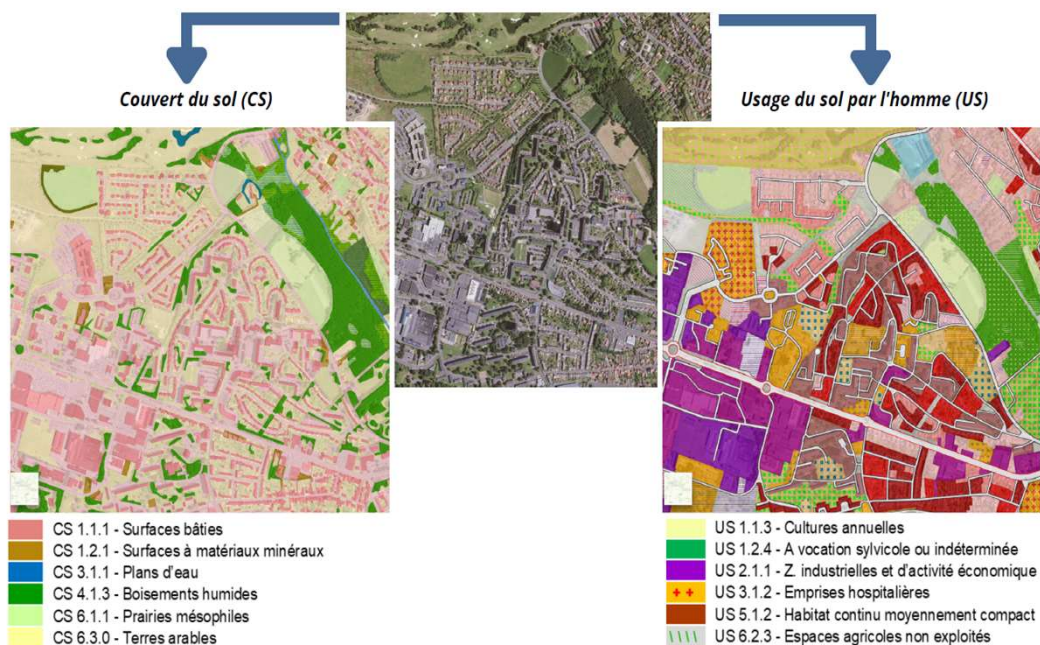 Couvert du sol (CS)
Usage du sol par l'homme (US)
CS 1.1.1 - Surfaces bâties
CS 1.2.1 - Surfaces à matériaux minéraux
CS 3.1.1 - Plans d'eau
CS 4.1.3 - Boisements humides
CS 6.1.1 - Prairies mésophiles
CS 6.3.0 - Terres arables
US 1.1.3 - Cultures annuelles
US 1.2.4 - A vocation sylvicole ou indéterminée
US 2.1.1 - Z. industrielles et d'activité économique
US 3.1.2 - Emprises hospitalières
US 5.1.2 - Habitat continu moyennement compact
US 6.2.3 - Espaces agricoles non exploités